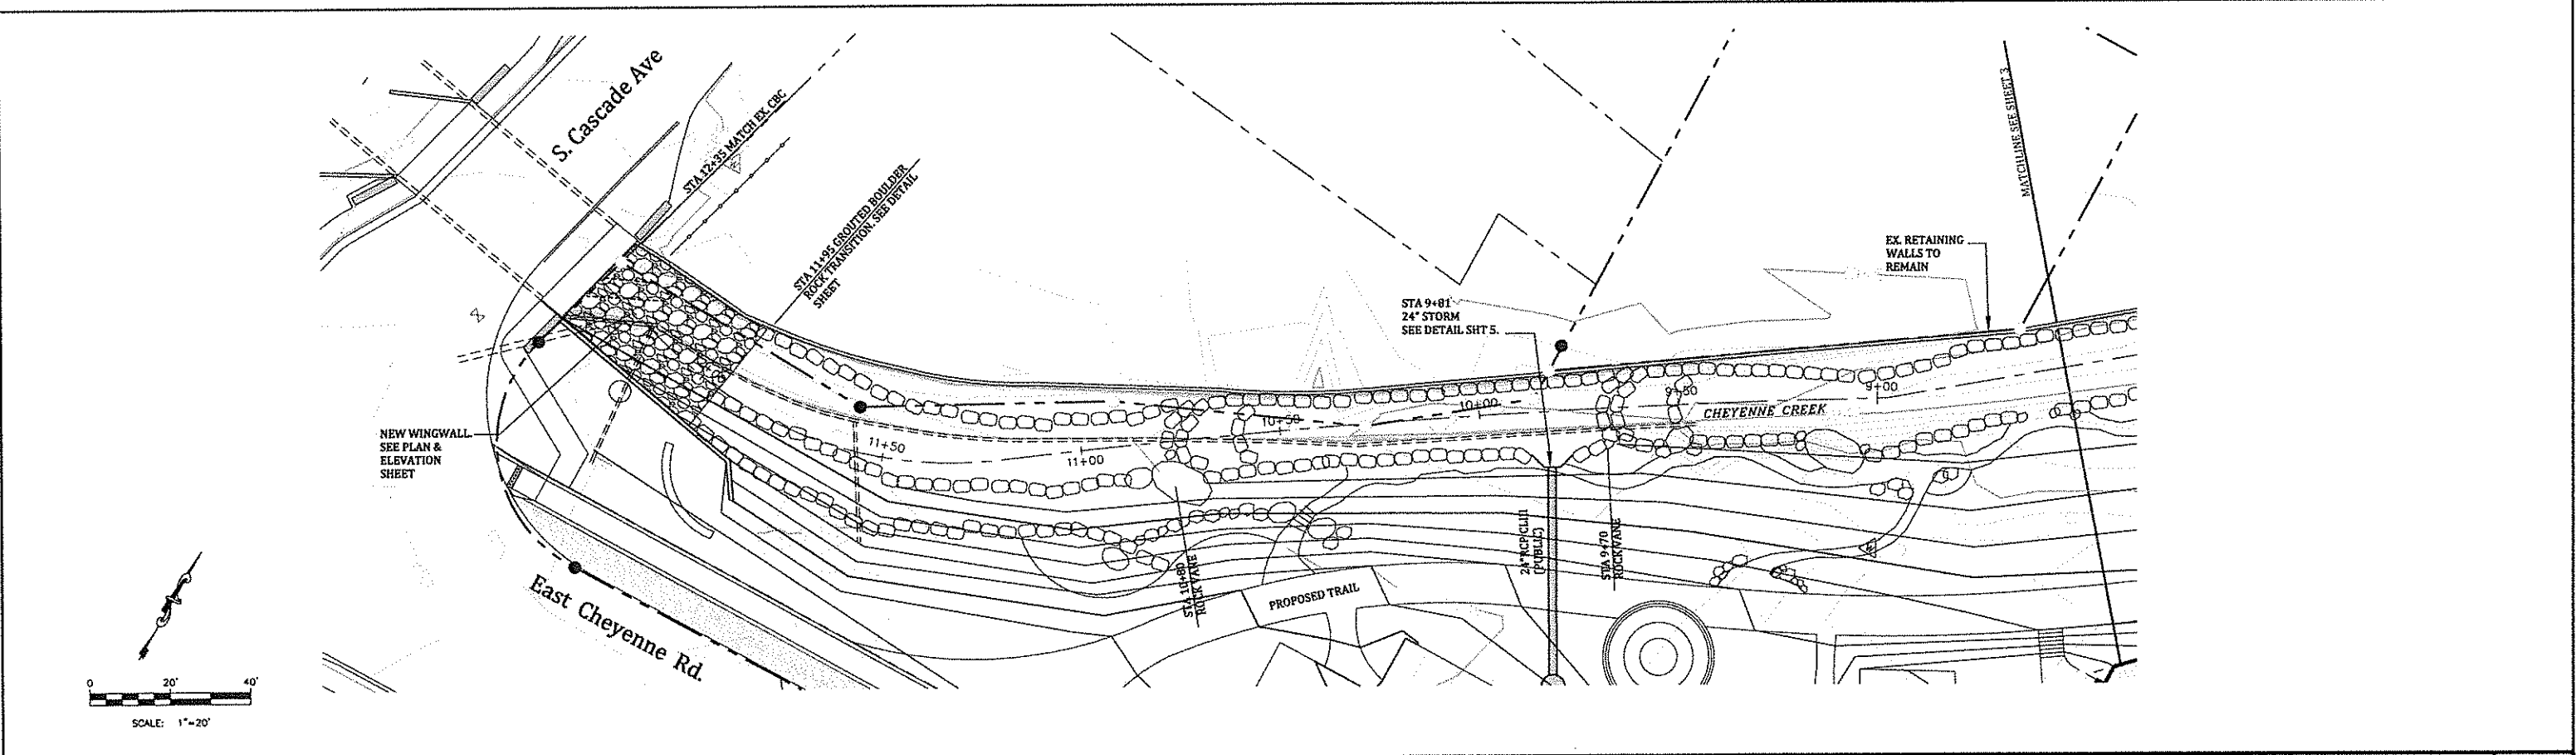 S. Cascade Ave
STA 12+35 MATCH EX. CBC
STA 11+95 GROUTED BOULDER
ROCK TRANSITION. SEE DETAIL
SHEET
MATCHLINE SEE SHEET 3
EX. RETAINING
WALLS TO
REMAIN
STA 9+81
24" STORM
SEE DETAIL SHT 5.
NEW WINGWALL
SEE PLAN &
ELEVATION
SHEET
11+50
11+00
10+50
10+00
9+50
9+00
CHEYENNE CREEK
STA 10+80
ROCK VANE
24" RCP CL III
(PUBLIC)
STA 9+70
ROCK VANE
PROPOSED TRAIL
East Cheyenne Rd.
0 20' 40'
SCALE: 1"=20'